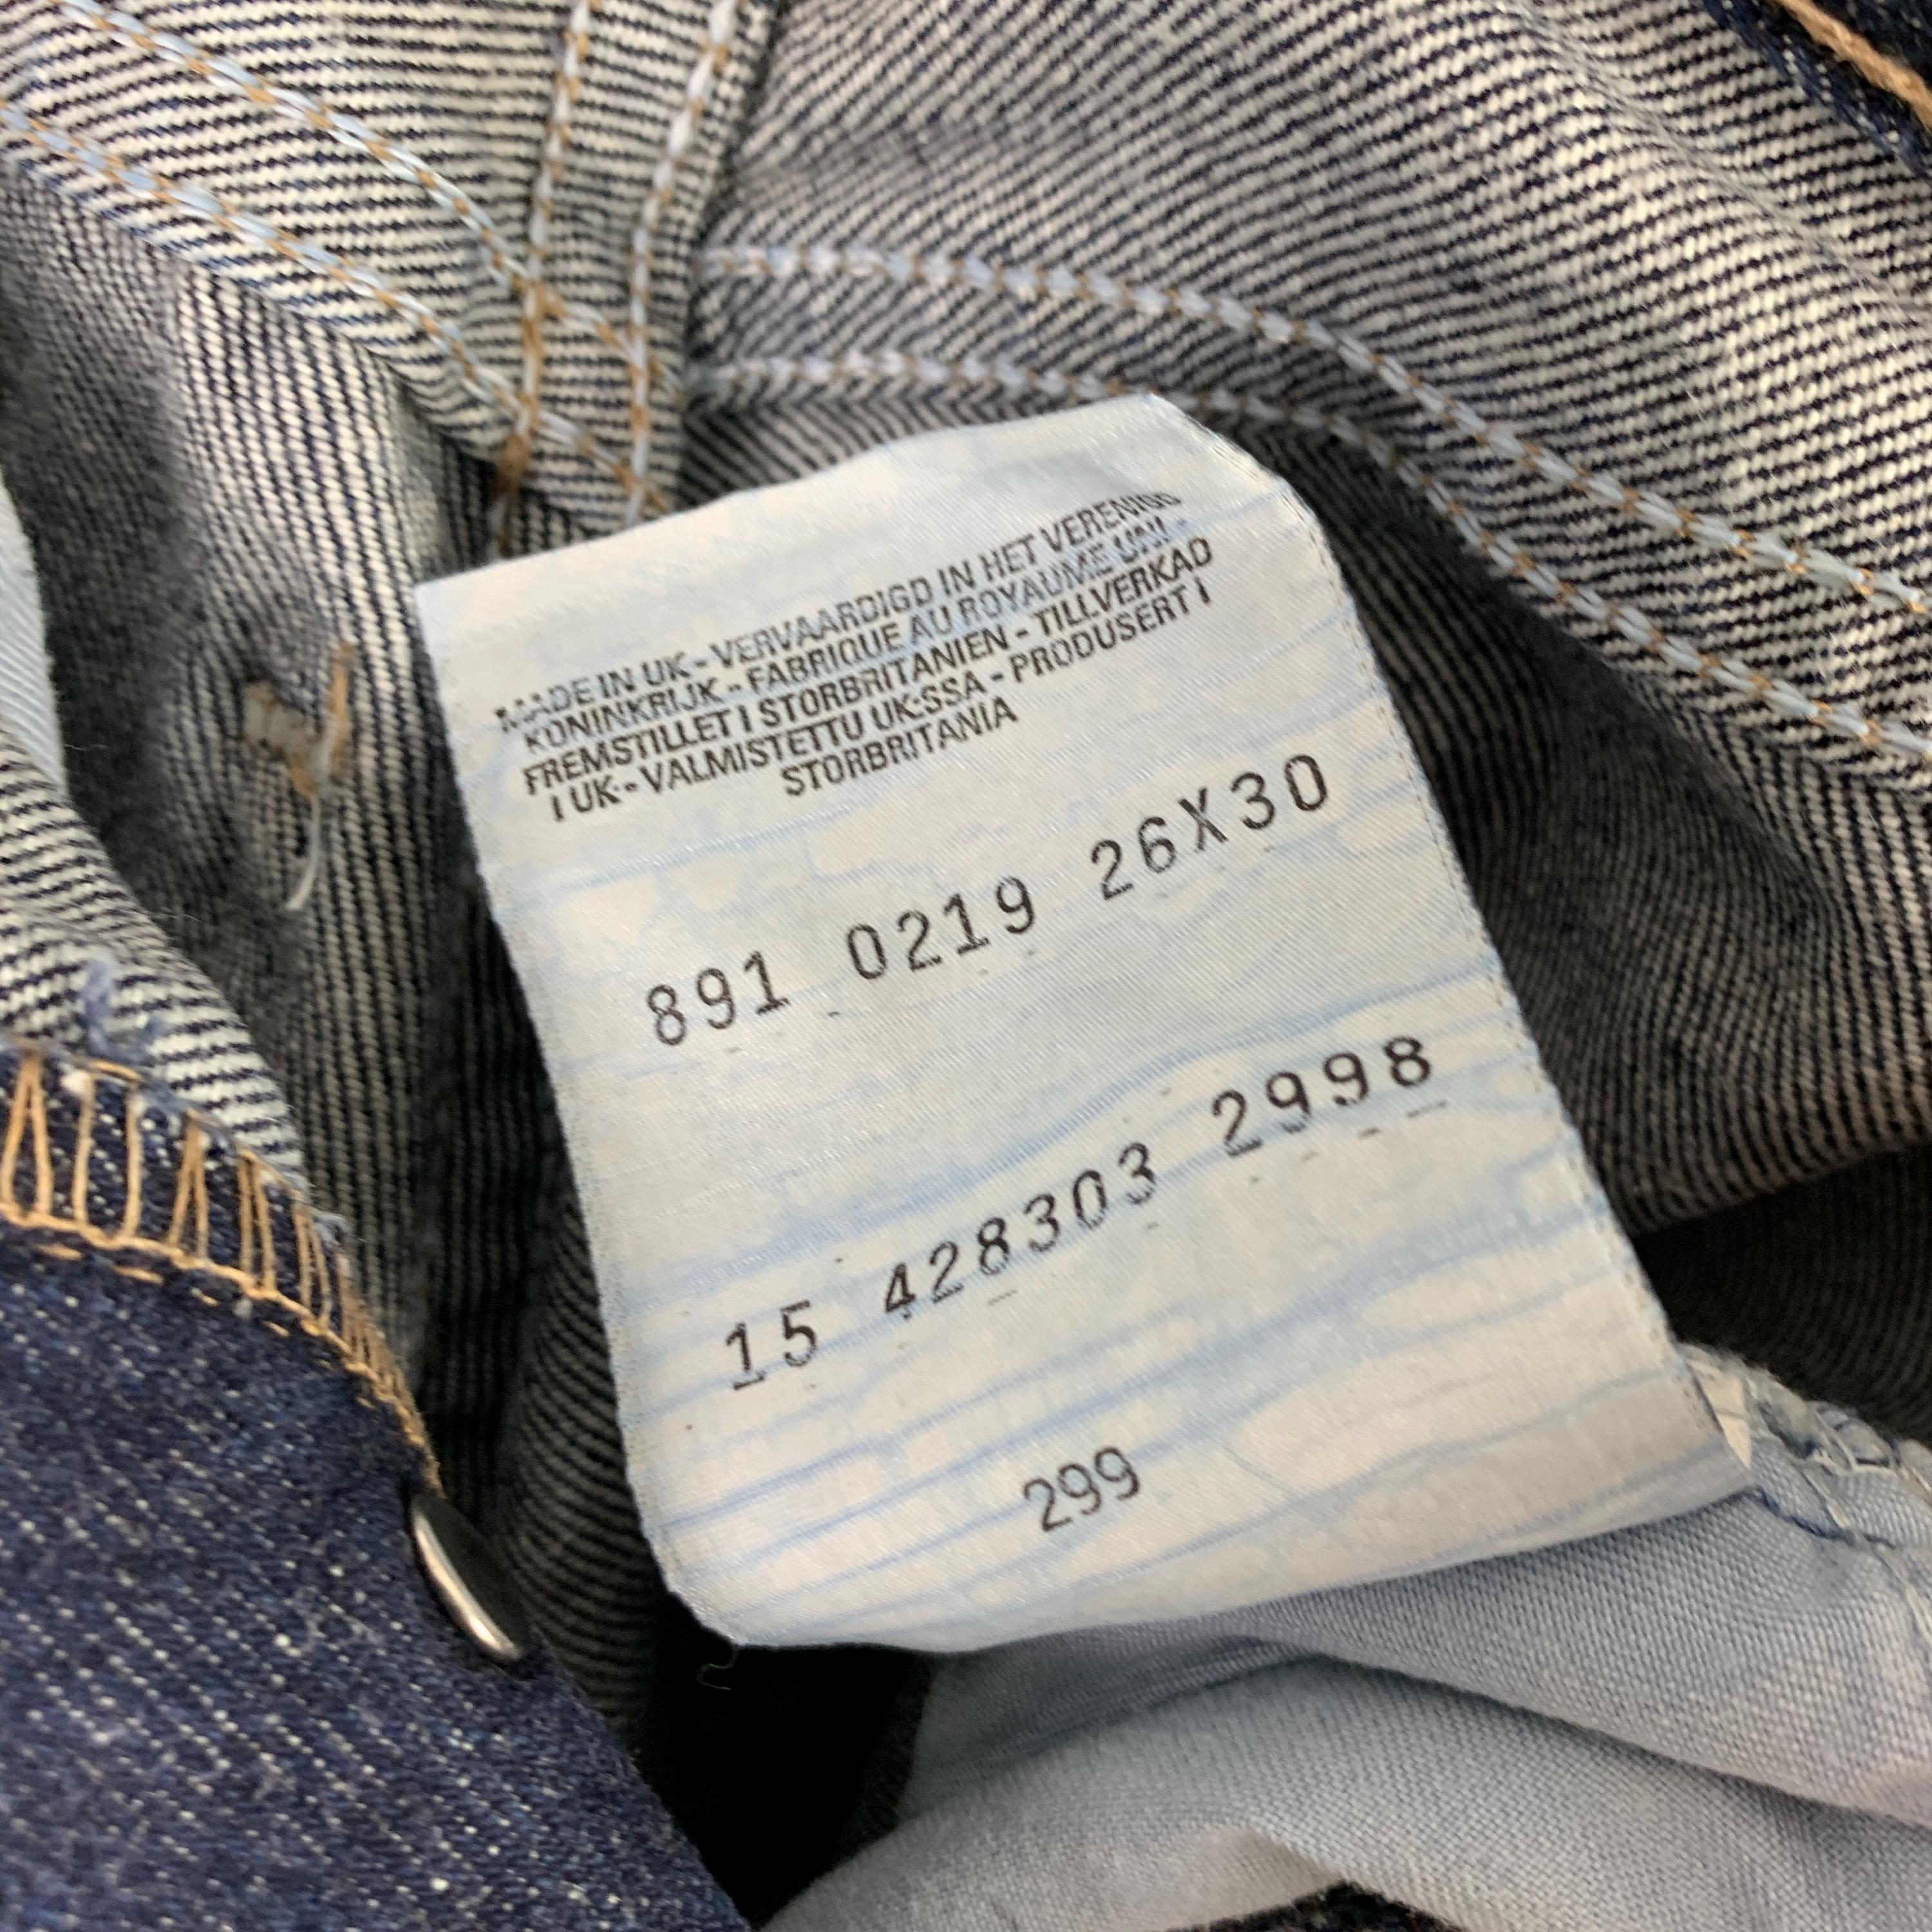 MADE IN UK - VERVAARDIGD IN HET VERENIGD
KONINKRIJK - FABRIQUE AU ROYAUME UNI -
FREMSTILLET I STORBRITANIEN - TILLVERKAD
I UK - VALMISTETTU UK:SSA - PRODUSERT I
STORBRITANIA
891 0219 26X30
15 428303 2998
299